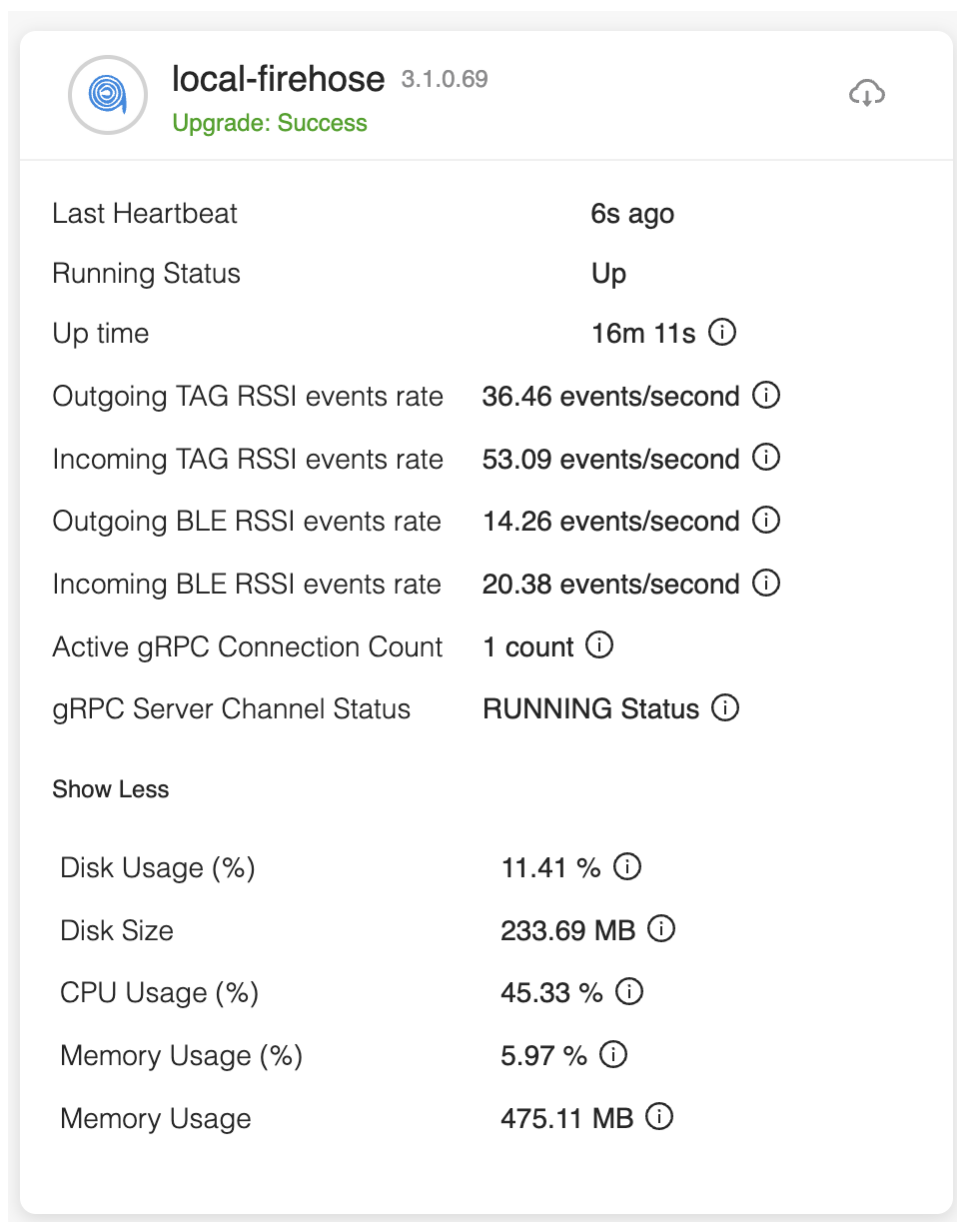 local-firehose 3.1.0.69
Upgrade: Success
Last Heartbeat 6s ago
Running Status Up
Up time 16m 11s
Outgoing TAG RSSI events rate 36.46 events/second
Incoming TAG RSSI events rate 53.09 events/second
Outgoing BLE RSSI events rate 14.26 events/second
Incoming BLE RSSI events rate 20.38 events/second
Active gRPC Connection Count 1 count
gRPC Server Channel Status RUNNING Status
Show Less
Disk Usage (%) 11.41 %
Disk Size 233.69 MB
CPU Usage (%) 45.33 %
Memory Usage (%) 5.97 %
Memory Usage 475.11 MB